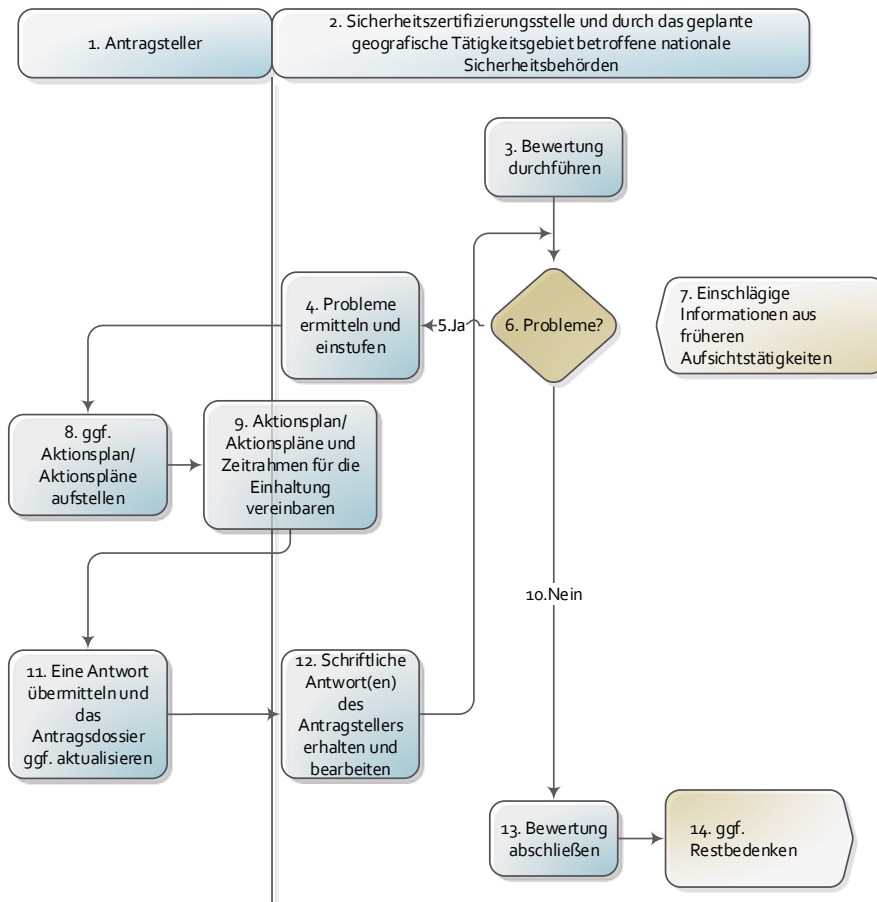 1. Antragsteller
2. Sicherheitszertifizierungsstelle und durch das geplante
geografische Tätigkeitsgebiet betroffene nationale
Sicherheitsbehörden
3. Bewertung
durchführen
4. Probleme
ermitteln und
einstufen
5.Ja
6. Probleme?
7. Einschlägige
Informationen aus
früheren
Aufsichtstätigkeiten
8. ggf.
Aktionsplan/
Aktionspläne
aufstellen
9. Aktionsplan/
Aktionspläne und
Zeitrahmen für die
Einhaltung
vereinbaren
10.Nein
11. Eine Antwort
übermitteln und
das
Antragsdossier
ggf. aktualisieren
12. Schriftliche
Antwort(en)
des
Antragstellers
erhalten und
bearbeiten
13. Bewertung
abschließen
14. ggf.
Restbedenken